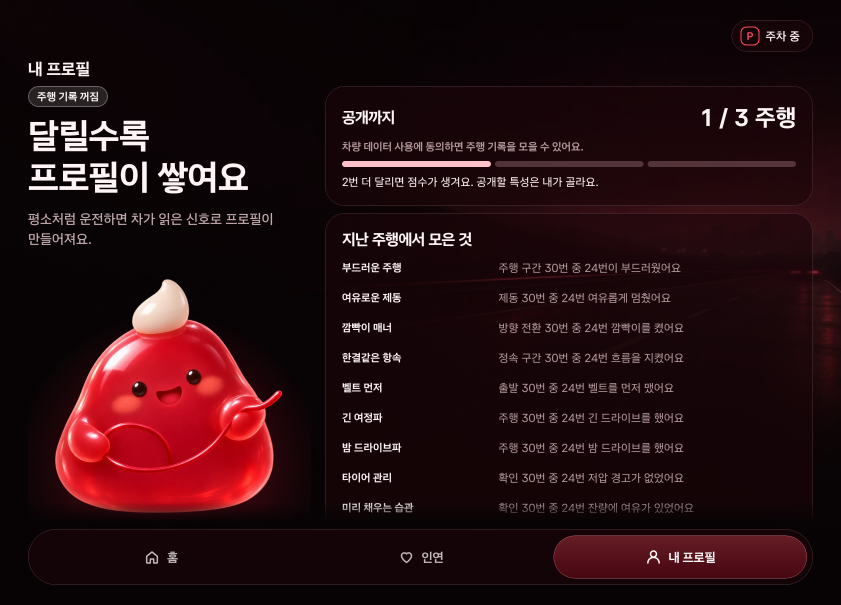 P 주차 중
내 프로필
주행 기록 꺼짐
달릴수록
프로필이 쌓여요
평소처럼 운전하면 차가 읽은 신호로 프로필이
만들어져요.
공개까지
1 / 3 주행
차량 데이터 사용에 동의하면 주행 기록을 모을 수 있어요.
2번 더 달리면 점수가 생겨요. 공개할 특성은 내가 골라요.
지난 주행에서 모은 것
부드러운 주행 주행 구간 30번 중 24번이 부드러웠어요
여유로운 제동 제동 30번 중 24번 여유롭게 멈췄어요
깜빡이 매너 방향 전환 30번 중 24번 깜빡이를 켰어요
한결같은 항속 정속 구간 30번 중 24번 흐름을 지켰어요
벨트 먼저 출발 30번 중 24번 벨트를 먼저 맸어요
긴 여정파 주행 30번 중 24번 긴 드라이브를 했어요
밤 드라이브파 주행 30번 중 24번 밤 드라이브를 했어요
타이어 관리 확인 30번 중 24번 저압 경고가 없었어요
미리 채우는 습관 확인 30번 중 24번 잔량에 여유가 있었어요
홈 인연 내 프로필